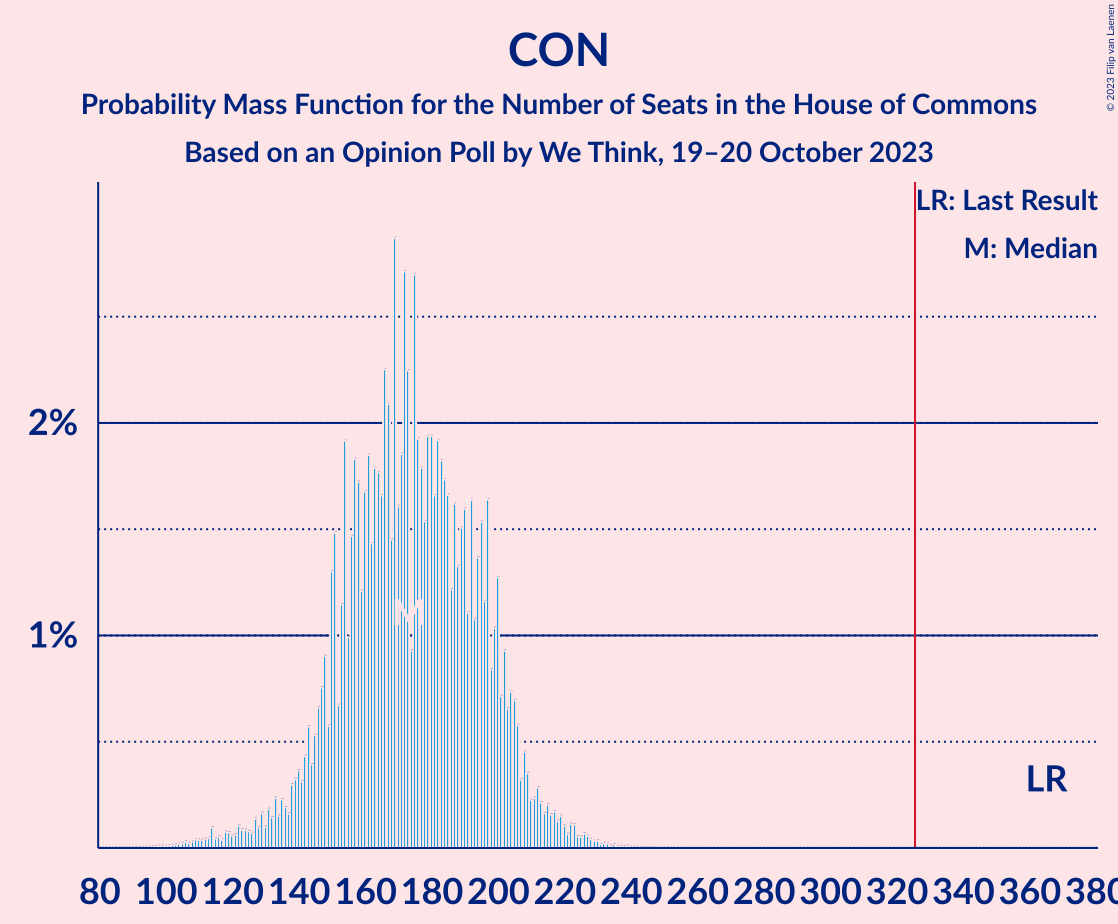 CON
Probability Mass Function for the Number of Seats in the House of Commons
Based on an Opinion Poll by We Think, 19–20 October 2023
© 2023 Filip van Laenen
LR: Last Result
M: Median
2%
1%
LR
80 100 120 140 160 180 200 220 240 260 280 300 320 340 360 380